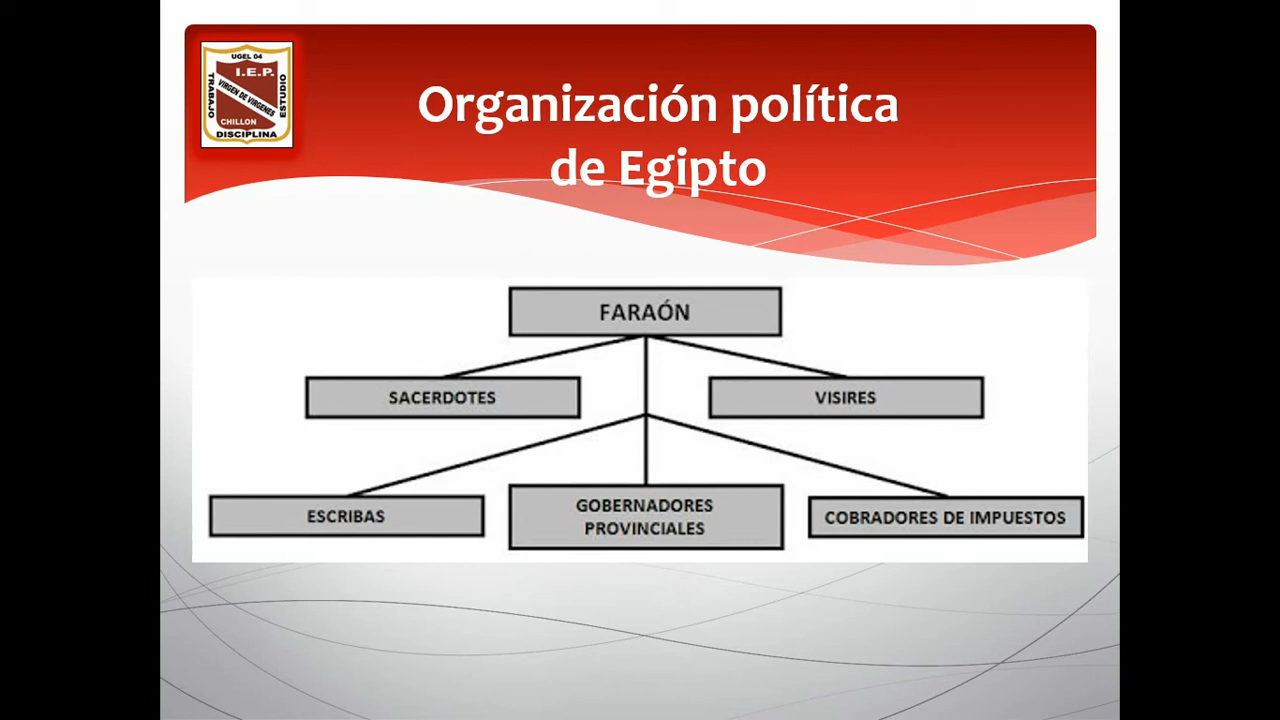 UGEL 04
I.E.P.
TRABAJO
VIRGEN DE VIRGENES
ESTUDIO
CHILLON
DISCIPLINA
Organización política
de Egipto
FARAÓN
SACERDOTES
VISIRES
ESCRIBAS
GOBERNADORES
PROVINCIALES
COBRADORES DE IMPUESTOS